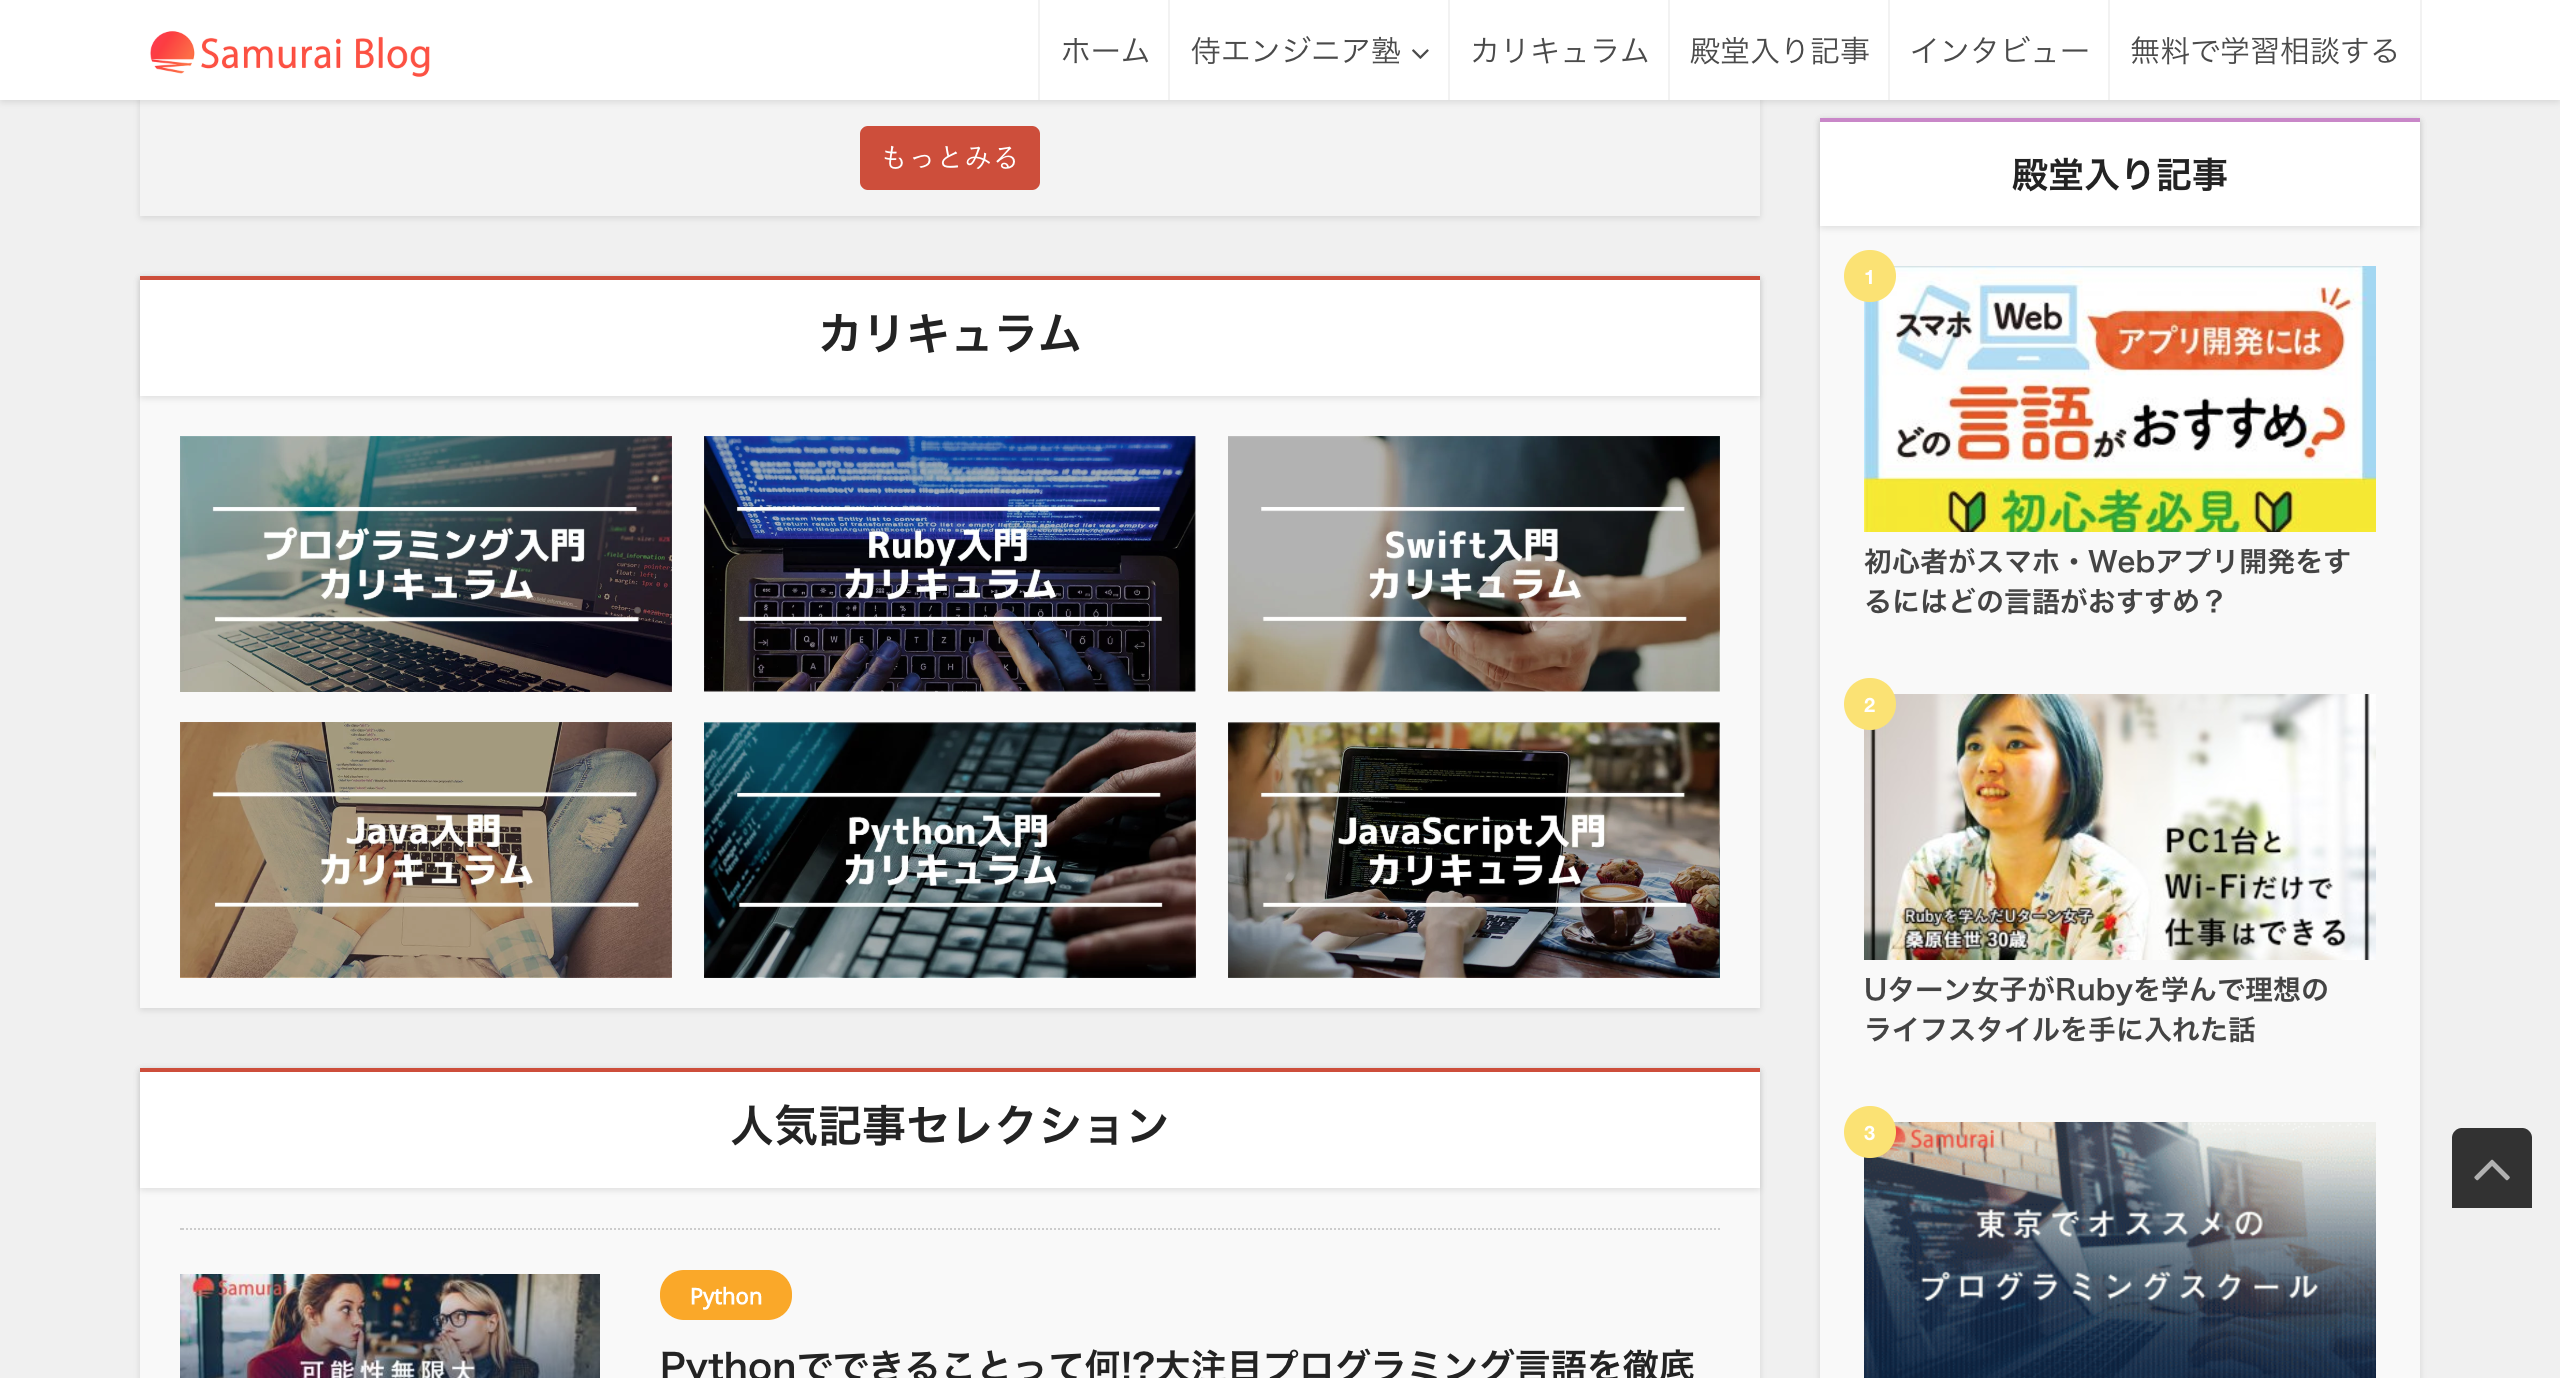 Samurai Blog
ホーム
侍エンジニア塾
カリキュラム
殿堂入り記事
インタビュー
無料で学習相談する
もっとみる
カリキュラム
プログラミング入門
カリキュラム
Ruby入門
カリキュラム
Swift入門
カリキュラム
Java入門
カリキュラム
Python入門
カリキュラム
JavaScript入門
カリキュラム
人気記事セレクション
Samurai
可能性無限大
Python
Pythonでできることって何!?大注目プログラミング言語を徹底
殿堂入り記事
1
スマホ Web アプリ開発には
どの言語がおすすめ?
初心者必見
初心者がスマホ・Webアプリ開発をす
るにはどの言語がおすすめ？
2
PC1台と
Wi-Fiだけで
仕事はできる
Rubyを学んだUターン女子
桑原佳世 30歳
Uターン女子がRubyを学んで理想の
ライフスタイルを手に入れた話
3
Samurai
東京でオススメの
プログラミングスクール